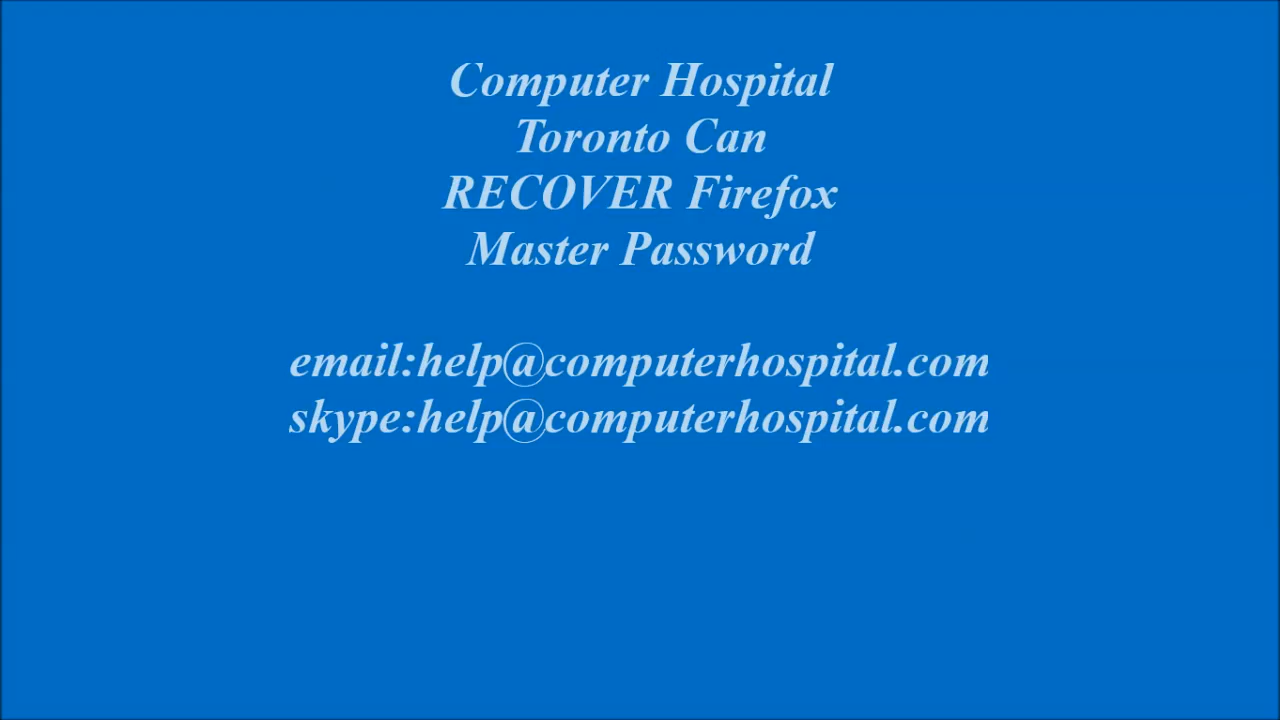 Computer Hospital
Toronto Can
RECOVER Firefox
Master Password
email:help@computerhospital.com
skype:help@computerhospital.com